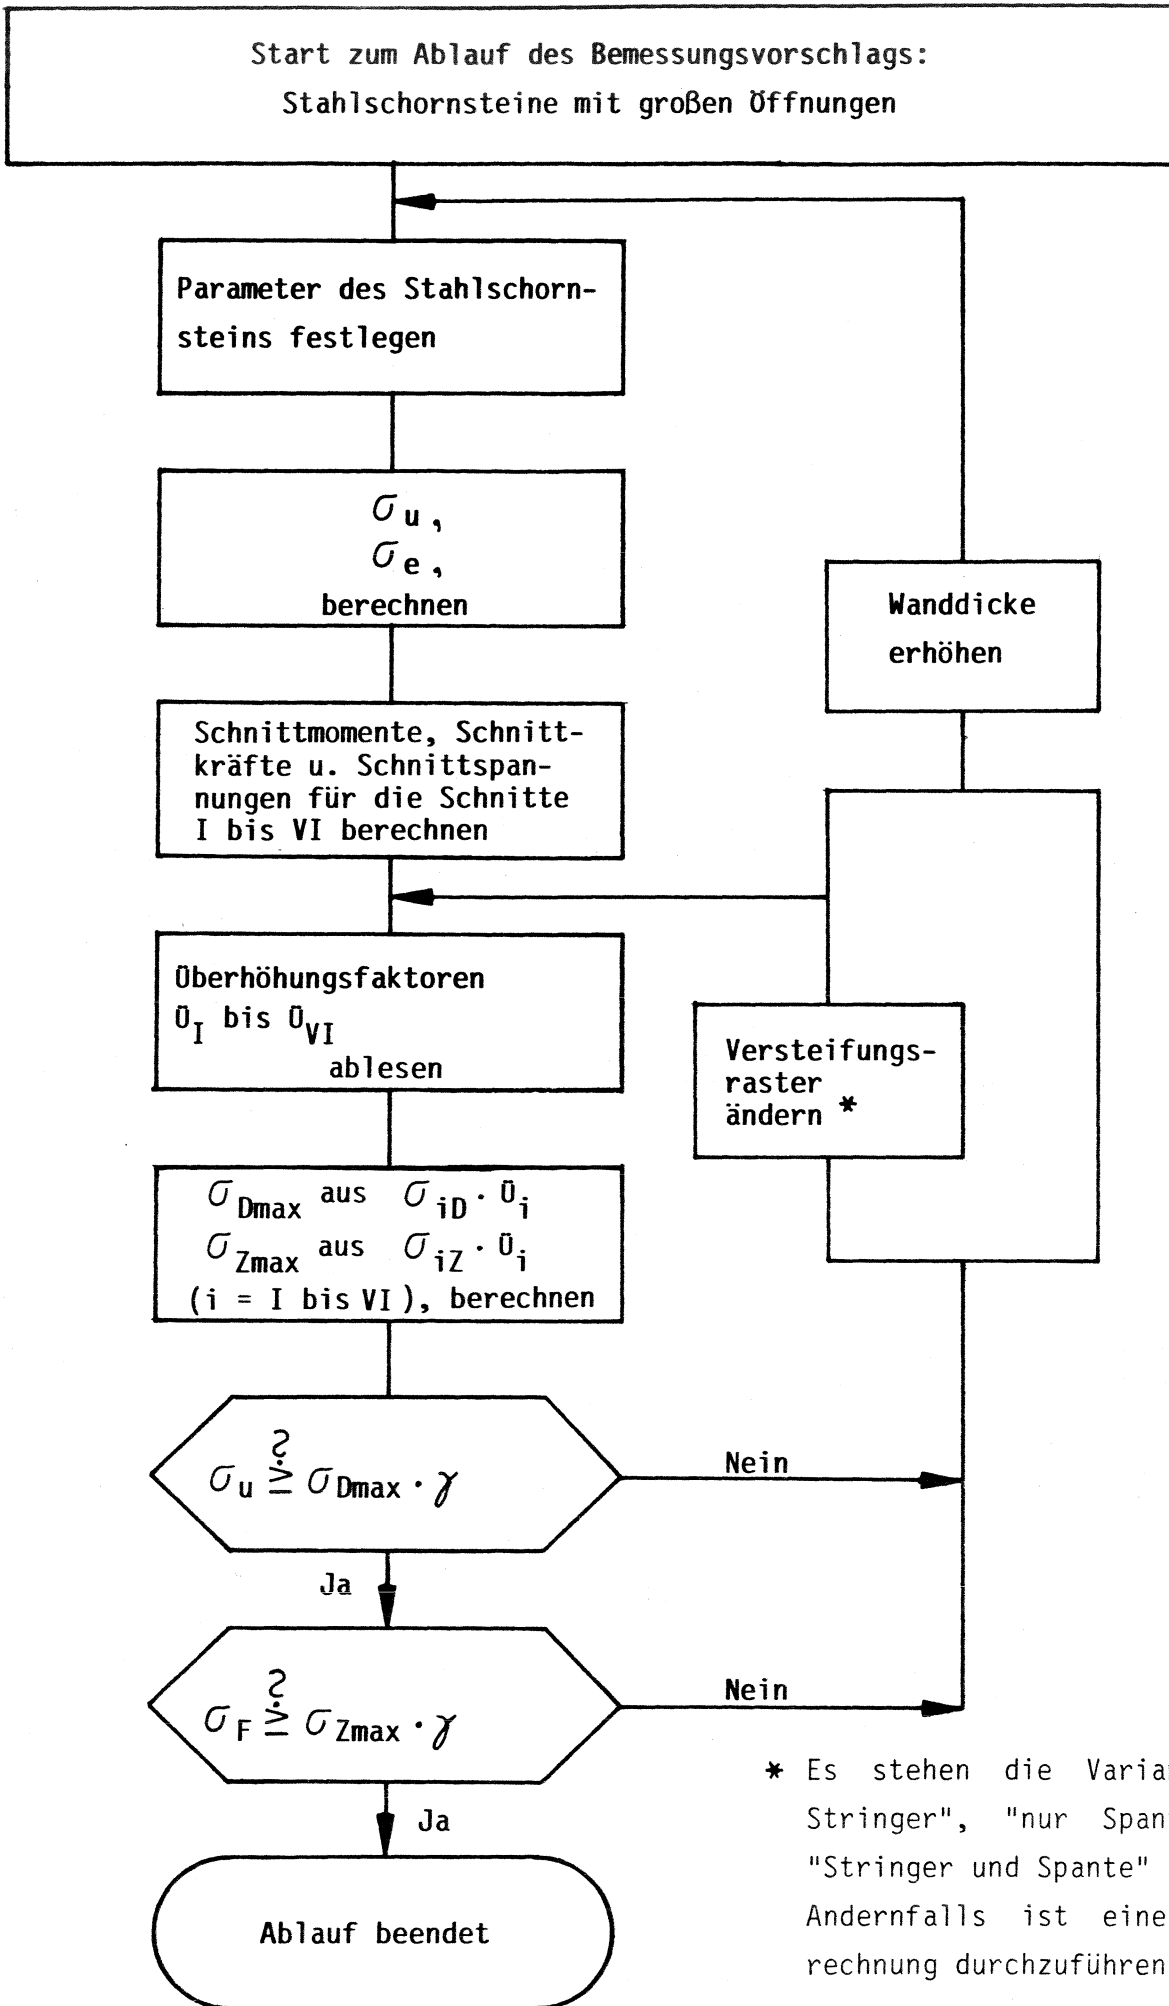 Start zum Ablauf des Bemessungsvorschlags:
Stahlschornsteine mit großen Öffnungen
Parameter des Stahlschorn-
steins festlegen
σu,
σe,
berechnen
Schnittmomente, Schnitt-
kräfte u. Schnittspan-
nungen für die Schnitte
I bis VI berechnen
Überhöhungsfaktoren
ÜI bis ÜVI
ablesen
σDmax aus σiD · Üi
σZmax aus σiZ · Üi
(i = I bis VI), berechnen
σu ≥ ? σDmax · γ
Nein
Ja
σF ≥ ? σZmax · γ
Nein
Ja
Ablauf beendet
Wanddicke
erhöhen
Versteifungs-
raster
ändern *
* Es stehen die
Stringer", "nur
"Stringer und Spante"
Andernfalls ist eine
rechnung durchzuführen